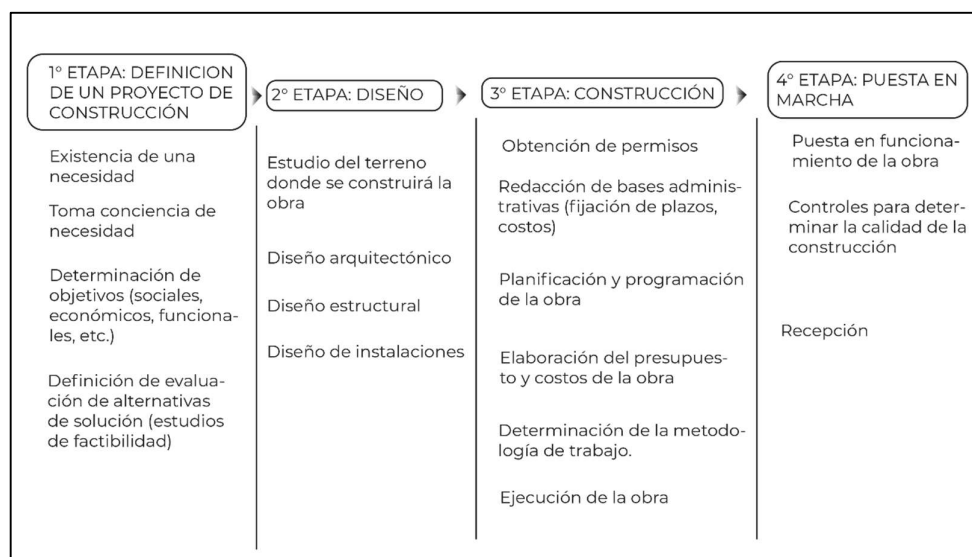 1º ETAPA: DEFINICION
DE UN PROYECTO DE
CONSTRUCCIÓN
Existencia de una
necesidad
Toma conciencia de
necesidad
Determinación de
objetivos (sociales,
económicos, funciona-
les, etc.)
Definición de evalua-
ción de alternativas
de solución (estudios
de factibilidad)
2º ETAPA: DISEÑO
Estudio del terreno
donde se construirá la
obra
Diseño arquitectónico
Diseño estructural
Diseño de instalaciones
3º ETAPA: CONSTRUCCIÓN
Obtención de permisos
Redacción de bases adminis-
trativas (fijación de plazos,
costos)
Planificación y programación
de la obra
Elaboración del presupues-
to y costos de la obra
Determinación de la metodo-
logía de trabajo.
Ejecución de la obra
4º ETAPA: PUESTA EN
MARCHA
Puesta en funciona-
miento de la obra
Controles para deter-
minar la calidad de la
construcción
Recepción